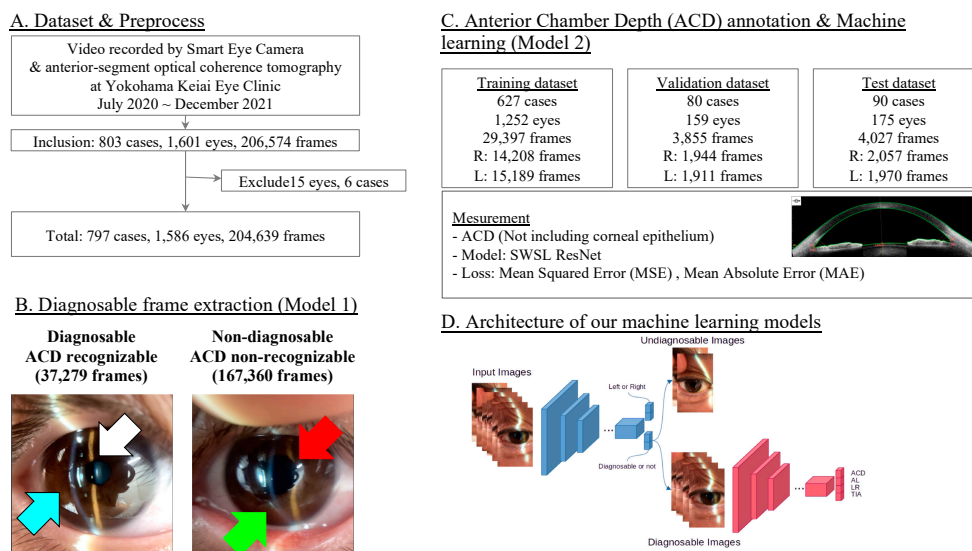 A. Dataset & Preprocess
Video recorded by Smart Eye Camera
& anterior-segment optical coherence tomography
at Yokohama Keiai Eye Clinic
July 2020 ~ December 2021
Inclusion: 803 cases, 1,601 eyes, 206,574 frames
Exclude15 eyes, 6 cases
Total: 797 cases, 1,586 eyes, 204,639 frames
B. Diagnosable frame extraction (Model 1)
Diagnosable
ACD recognizable
(37,279 frames)
Non-diagnosable
ACD non-recognizable
(167,360 frames)
C. Anterior Chamber Depth (ACD) annotation & Machine
learning (Model 2)
Training dataset
627 cases
1,252 eyes
29,397 frames
R: 14,208 frames
L: 15,189 frames
Validation dataset
80 cases
159 eyes
3,855 frames
R: 1,944 frames
L: 1,911 frames
Test dataset
90 cases
175 eyes
4,027 frames
R: 2,057 frames
L: 1,970 frames
Mesurement
- ACD (Not including corneal epithelium)
- Model: SWSL ResNet
- Loss: Mean Squared Error (MSE) , Mean Absolute Error (MAE)
D. Architecture of our machine learning models
Undiagnosable Images
Input Images
Left or Right
...
Diagnosable or not
...
ACD
AL
LR
TIA
Diagnosable Images